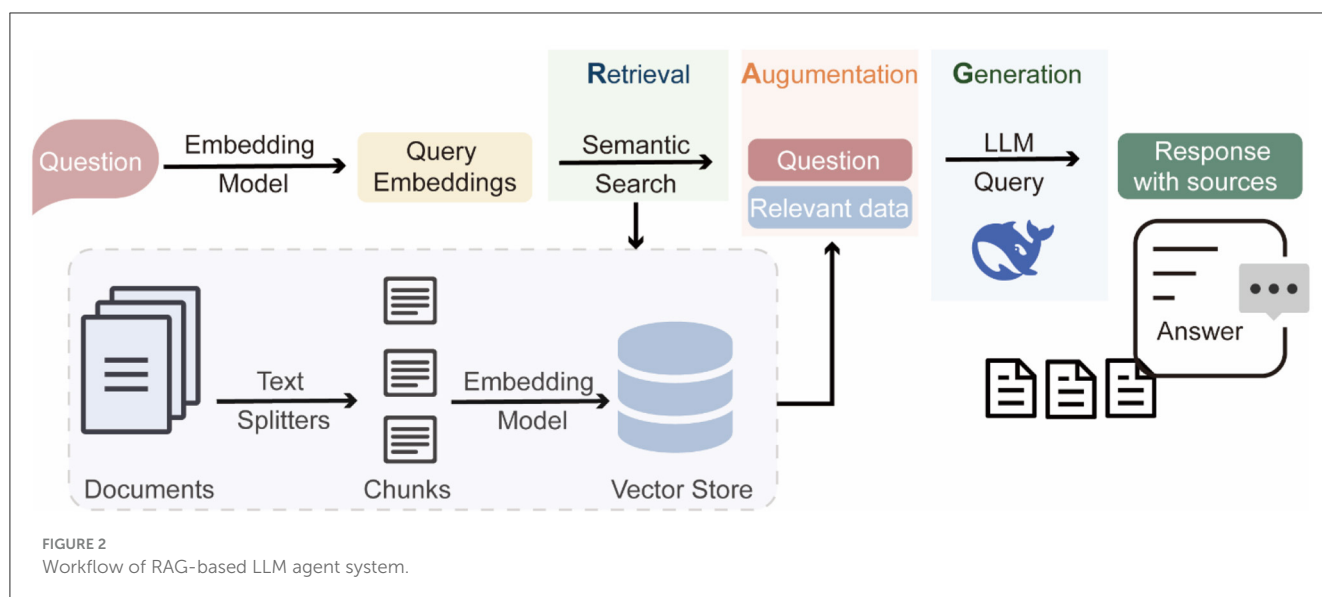 Retrieval
Augumentation
Generation
Question
Embedding
Model
Query
Embeddings
Semantic
Search
Question
Relevant data
LLM
Query
Response
with sources
Answer
Text
Splitters
Embedding
Model
Documents
Chunks
Vector Store
FIGURE 2
Workflow of RAG-based LLM agent system.